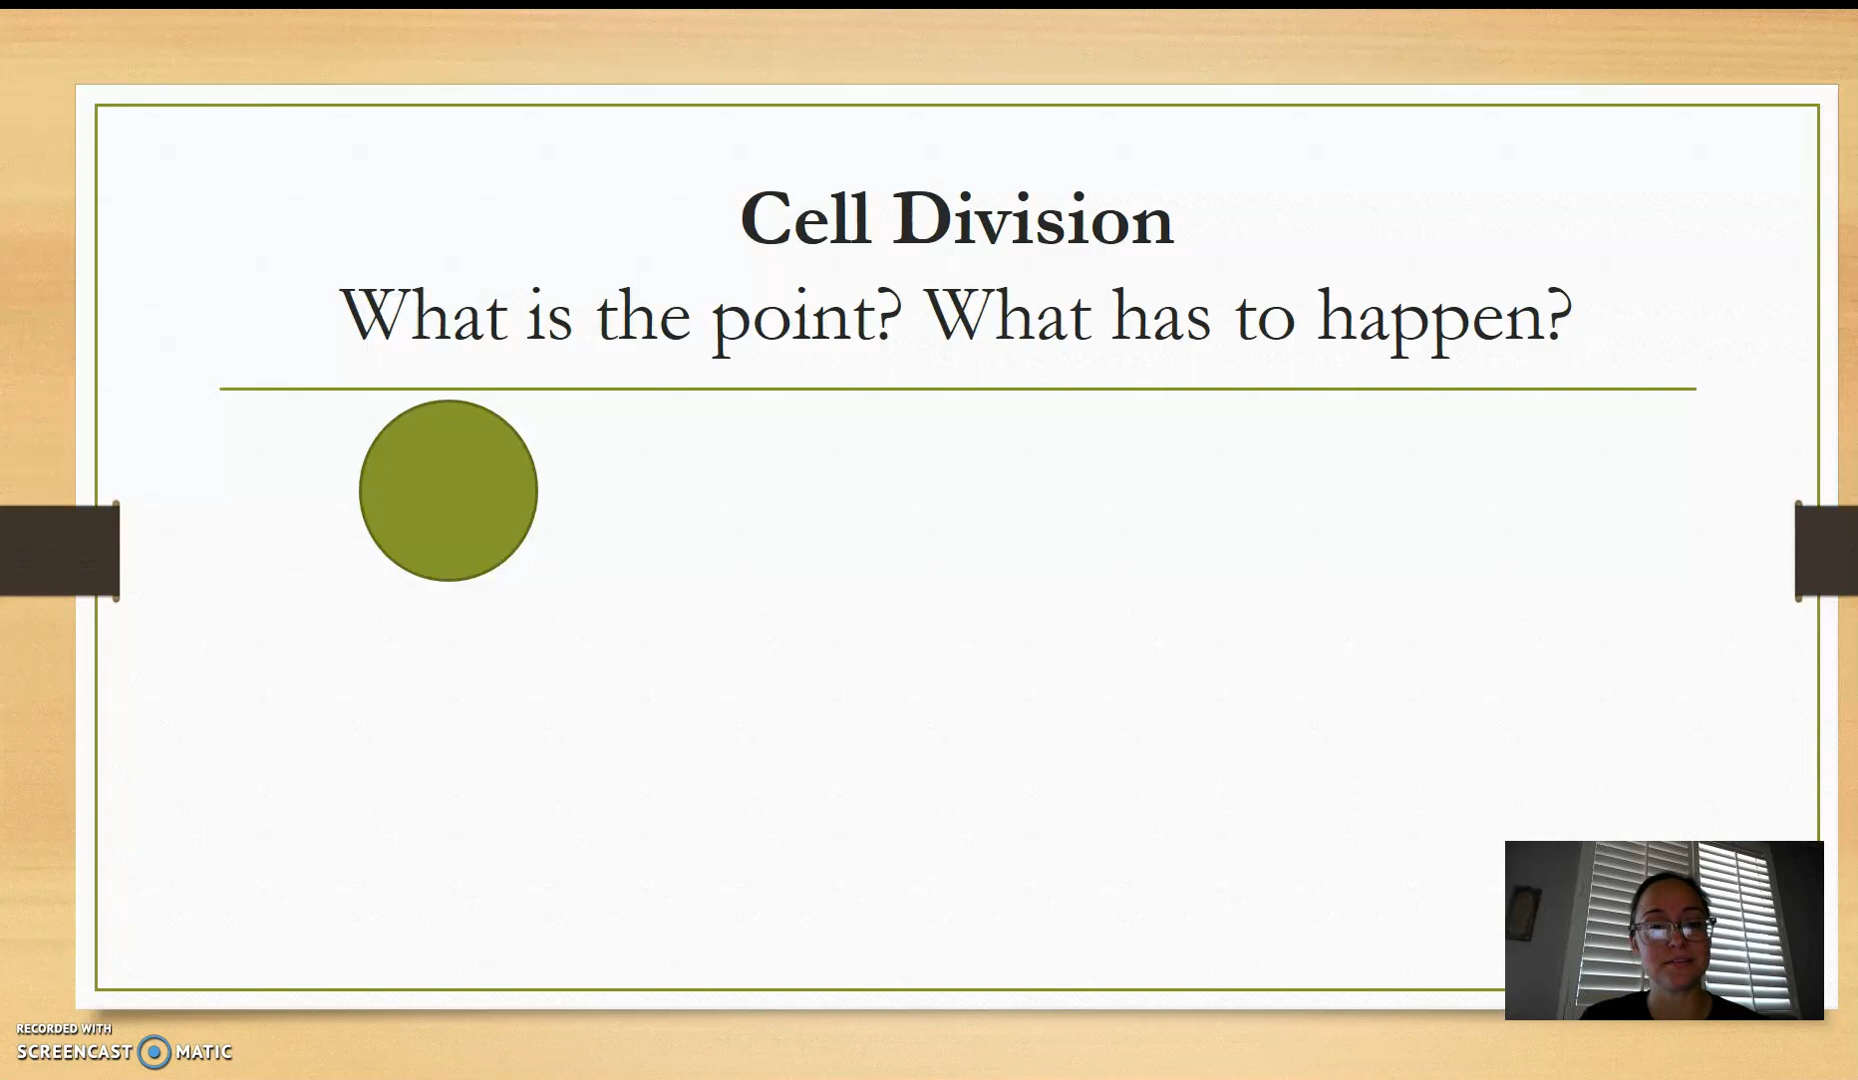 Cell Division
What is the point? What has to happen?
RECORDED WITH
SCREENCAST MATIC